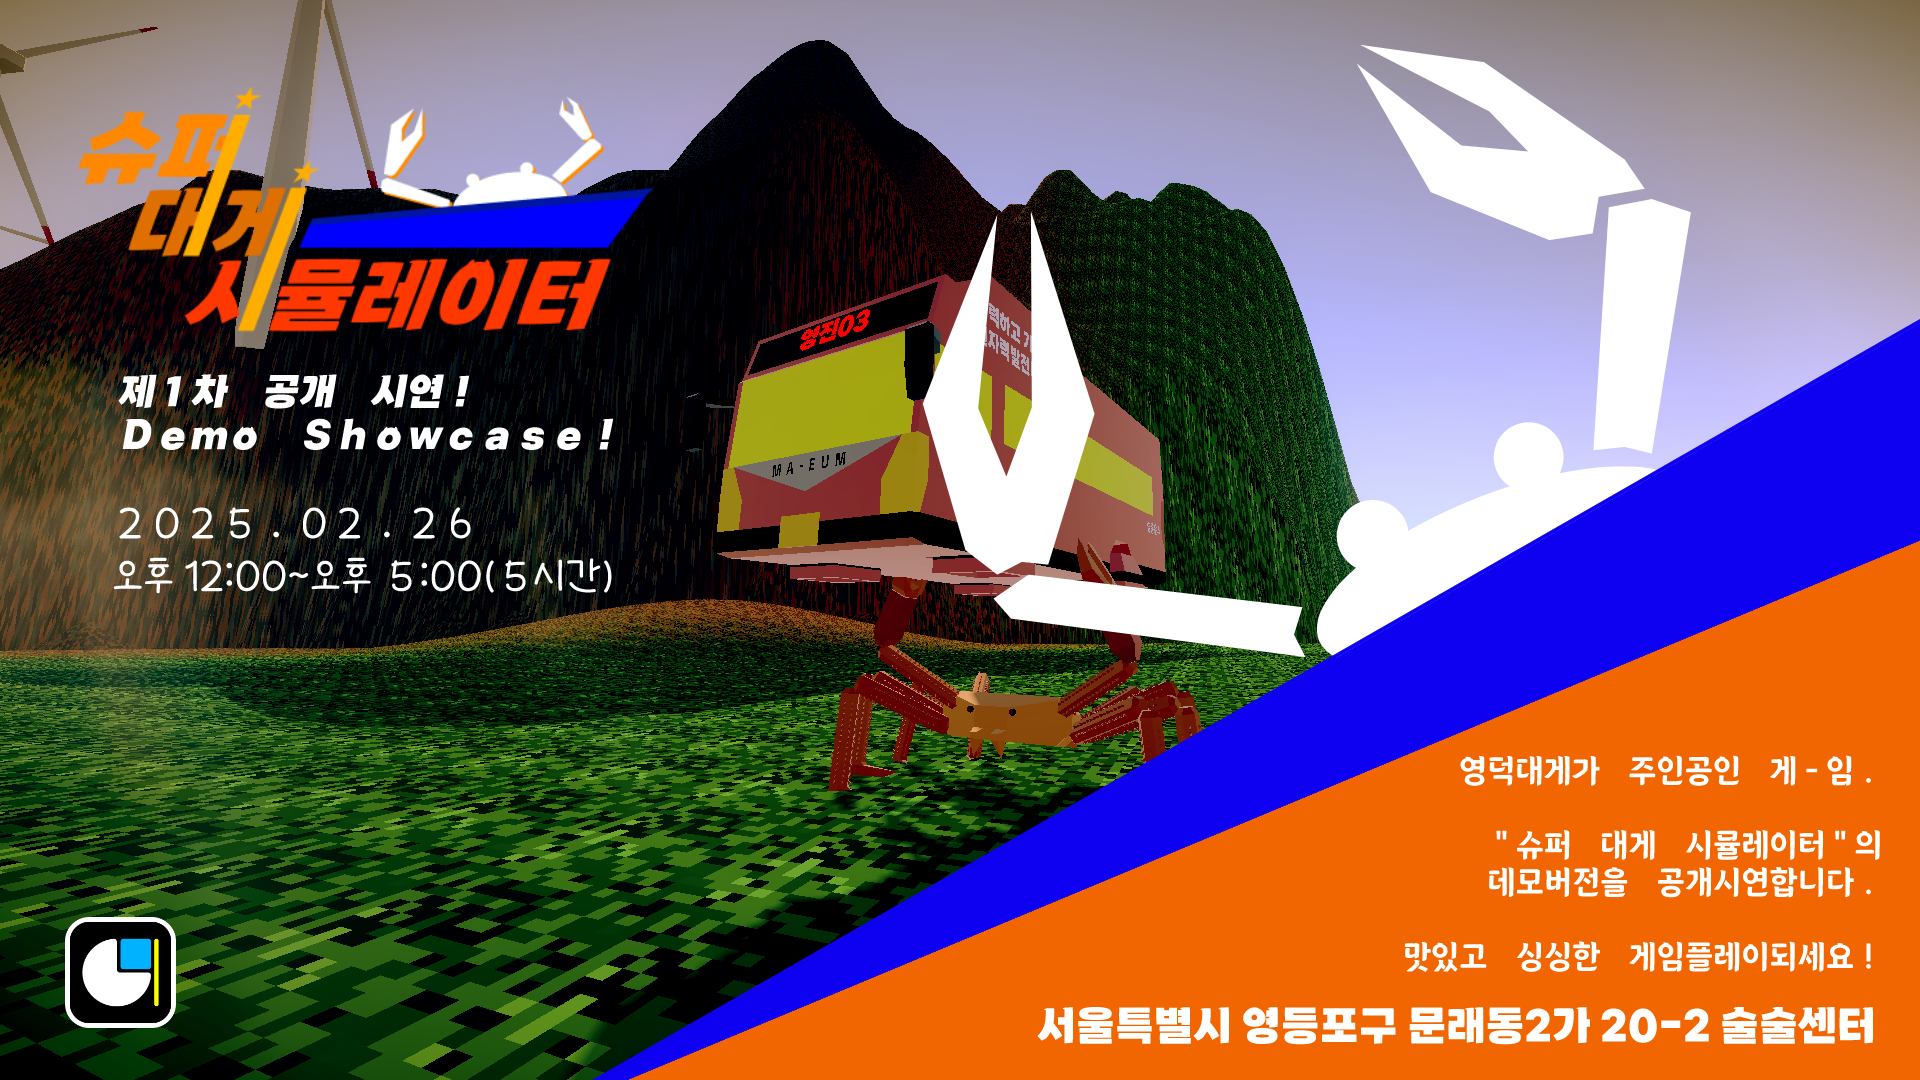 슈퍼
대게
시뮬레이터
제1차 공개 시연!
Demo Showcase!
2025.02.26
오후 12:00~오후 5:00(5시간)
영진03
MA-EUM
영덕대게가 주인공인 게-임.
"슈퍼 대게 시뮬레이터"의
데모버전을 공개시연합니다.
맛있고 싱싱한 게임플레이되세요!
서울특별시 영등포구 문래동2가 20-2 술술센터